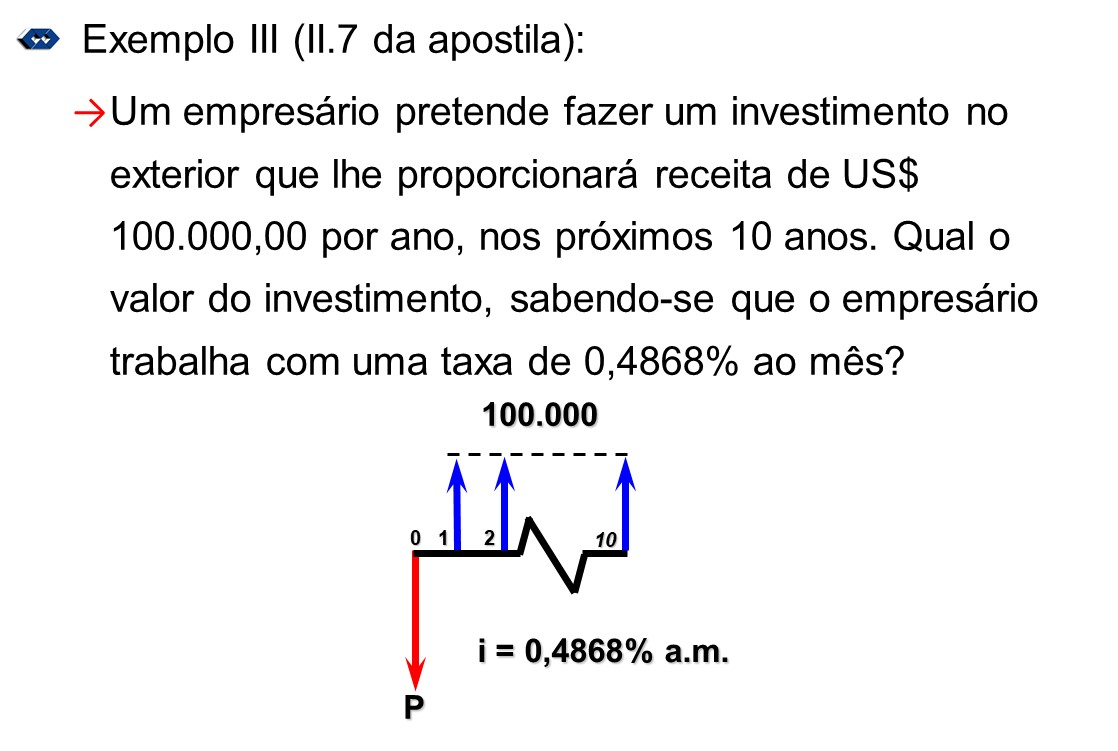 Exemplo III (II.7 da apostila):
→Um empresário pretende fazer um investimento no
exterior que lhe proporcionará receita de US$
100.000,00 por ano, nos próximos 10 anos. Qual o
valor do investimento, sabendo-se que o empresário
trabalha com uma taxa de 0,4868% ao mês?
100.000
0 1 2 10
i = 0,4868% a.m.
P